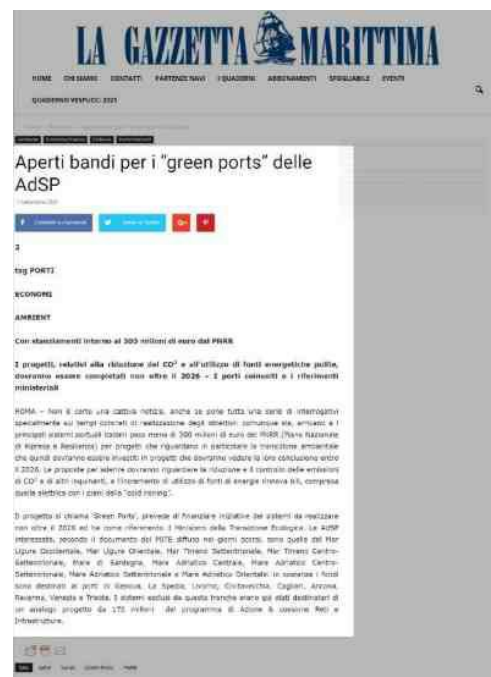 LA GAZZETTA MARITTIMA
HOME CHI SIAMO CONTATTI PARTENZE NAVI I QUADERNI ABBONAMENTI SFOGLIABILE EVENTI
QUADERNO VESPUCCI 2025
Aperti bandi per i "green ports" delle
AdSP
3
tag PORTI
ECONOMI
AMBIENT
Con stanziamenti intorno ai 300 milioni di euro dal PNRR
I progetti, relativi alla riduzione del CO² e all'utilizzo di fonti energetiche pulite,
dovranno essere completati non oltre il 2026 – I porti coinvolti e i riferimenti
ministeriali
ROMA – Non è certo una cattiva notizia, anche se pone tutta una serie di interrogativi
specialmente sui tempi concreti di realizzazione degli obiettivi: comunque sia, arrivano a i
principali sistemi portuali italiani poco meno di 300 milioni di euro del PNRR (Piano Nazionale
di Ripresa e Resilienza) per progetti che riguardano in particolare la transizione ambientale
che quindi dovranno essere investiti in progetti che dovranno vedere la loro conclusione entro
il 2026. Le proposte per aderire dovranno riguardare la riduzione e il controllo delle emissioni
di CO² e di altri inquinanti, e l'incremento di utilizzo di fonti di energie rinnova bili, compresa
quella elettrica con i piani della "cold ironing".
Il progetto si chiama 'Green Ports', prevede di finanziare iniziative dei sistemi da realizzare
non oltre il 2026 ed ha come riferimento il Ministero della Transizione Ecologica. Le AdSP
interessate, secondo il documento del MITE diffuso nei giorni scorsi, sono quelle del Mar
Ligure Occidentale, Mar Ligure Orientale, Mar Tirreno Settentrionale, Mar Tirreno Centro-
Settentrionale, Mare di Sardegna, Mare Adriatico Centrale, Mare Adriatico Centro-
Settentrionale, Mare Adriatico Settentrionale e Mare Adriatico Orientale. In sostanza i fondi
sono destinati ai porti di Genova, La Spezia, Livorno, Civitavecchia, Cagliari, Ancona,
Ravenna, Venezia e Trieste. I sistemi esclusi da questa tranche erano già stati destinatari di
un analogo progetto da 170 milioni del programma di Azione & coesione Reti e
Infrastrutture.